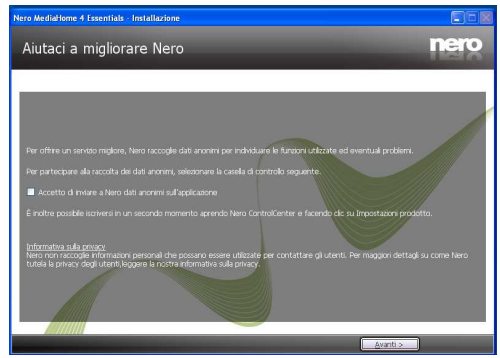 Nero MediaHome 4 Essentials - Installazione
Aiutaci a migliorare Nero
nero
Per offrire un servizio migliore, Nero raccoglie dati anonimi per individuare le funzioni utilizzate ed eventuali problemi.
Per partecipare alla raccolta dei dati anonimi, selezionare la casella di controllo seguente.
Accetto di inviare a Nero dati anonimi sull'applicazione
È inoltre possibile iscriversi in un secondo momento aprendo Nero ControlCenter e facendo clic su Impostazioni prodotto.
Informativa sulla privacy
Nero non raccoglie informazioni personali che possano essere utilizzate per contattare gli utenti. Per maggiori dettagli su come Nero
tutela la privacy degli utenti,leggere la nostra informativa sulla privacy.
Avanti >